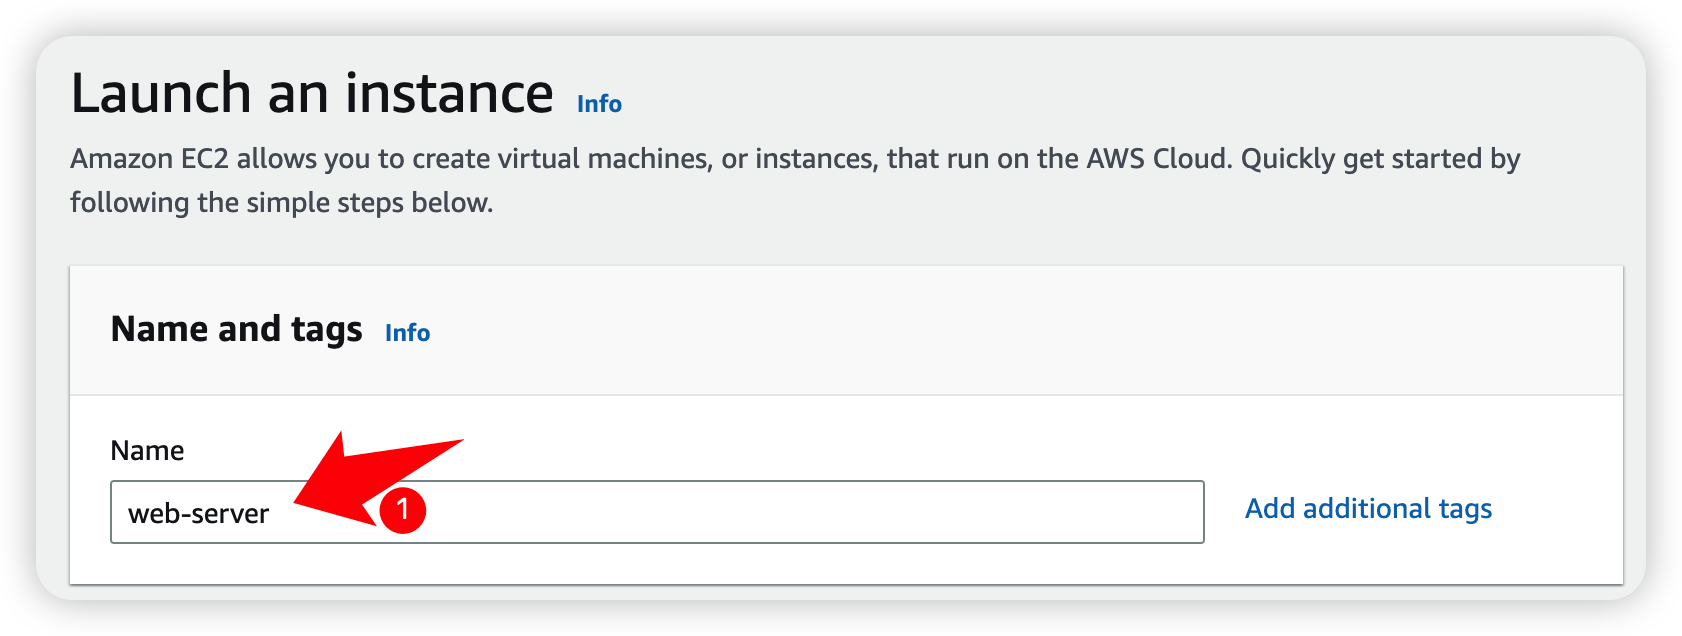 Launch an instance Info
Amazon EC2 allows you to create virtual machines, or instances, that run on the AWS Cloud. Quickly get started by
following the simple steps below.
Name and tags Info
Name
web-server 1 Add additional tags